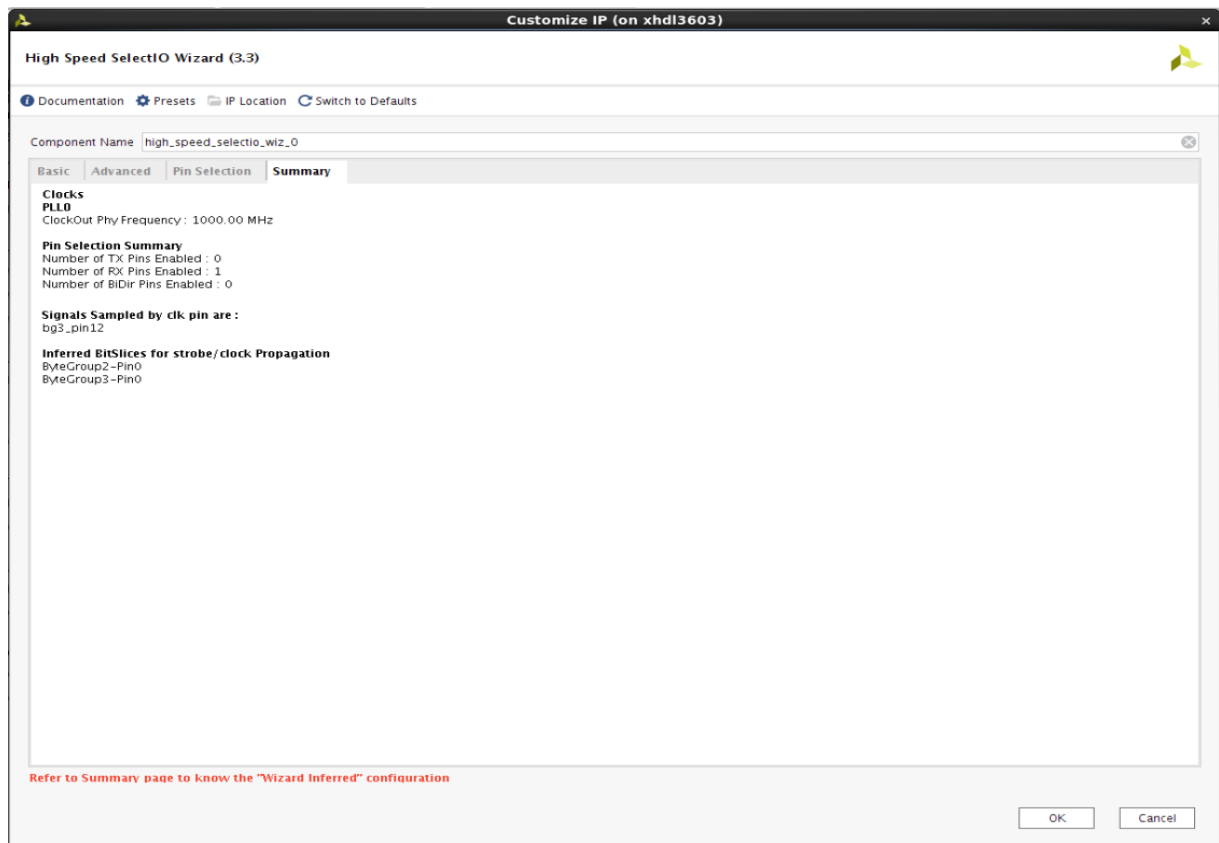 Customize IP (on xhdl3603)
High Speed SelectIO Wizard (3.3)
Documentation Presets IP Location Switch to Defaults
Component Name high_speed_selectio_wiz_0
Basic Advanced Pin Selection Summary
Clocks
PLL0
ClockOut Phy Frequency : 1000.00 MHz
Pin Selection Summary
Number of TX Pins Enabled : 0
Number of RX Pins Enabled : 1
Number of BiDir Pins Enabled : 0
Signals Sampled by clk pin are :
bg3_pin12
Inferred BitSlices for strobe/clock Propagation
ByteGroup2-Pin0
ByteGroup3-Pin0
Refer to Summary page to know the "Wizard Inferred" configuration
OK Cancel